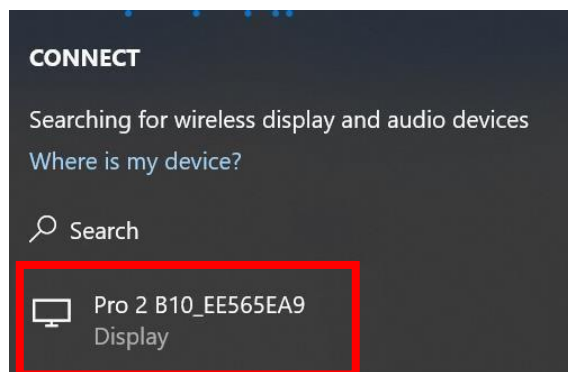 CONNECT
Searching for wireless display and audio devices
Where is my device?
Search
Pro 2 B10_EE565EA9
Display